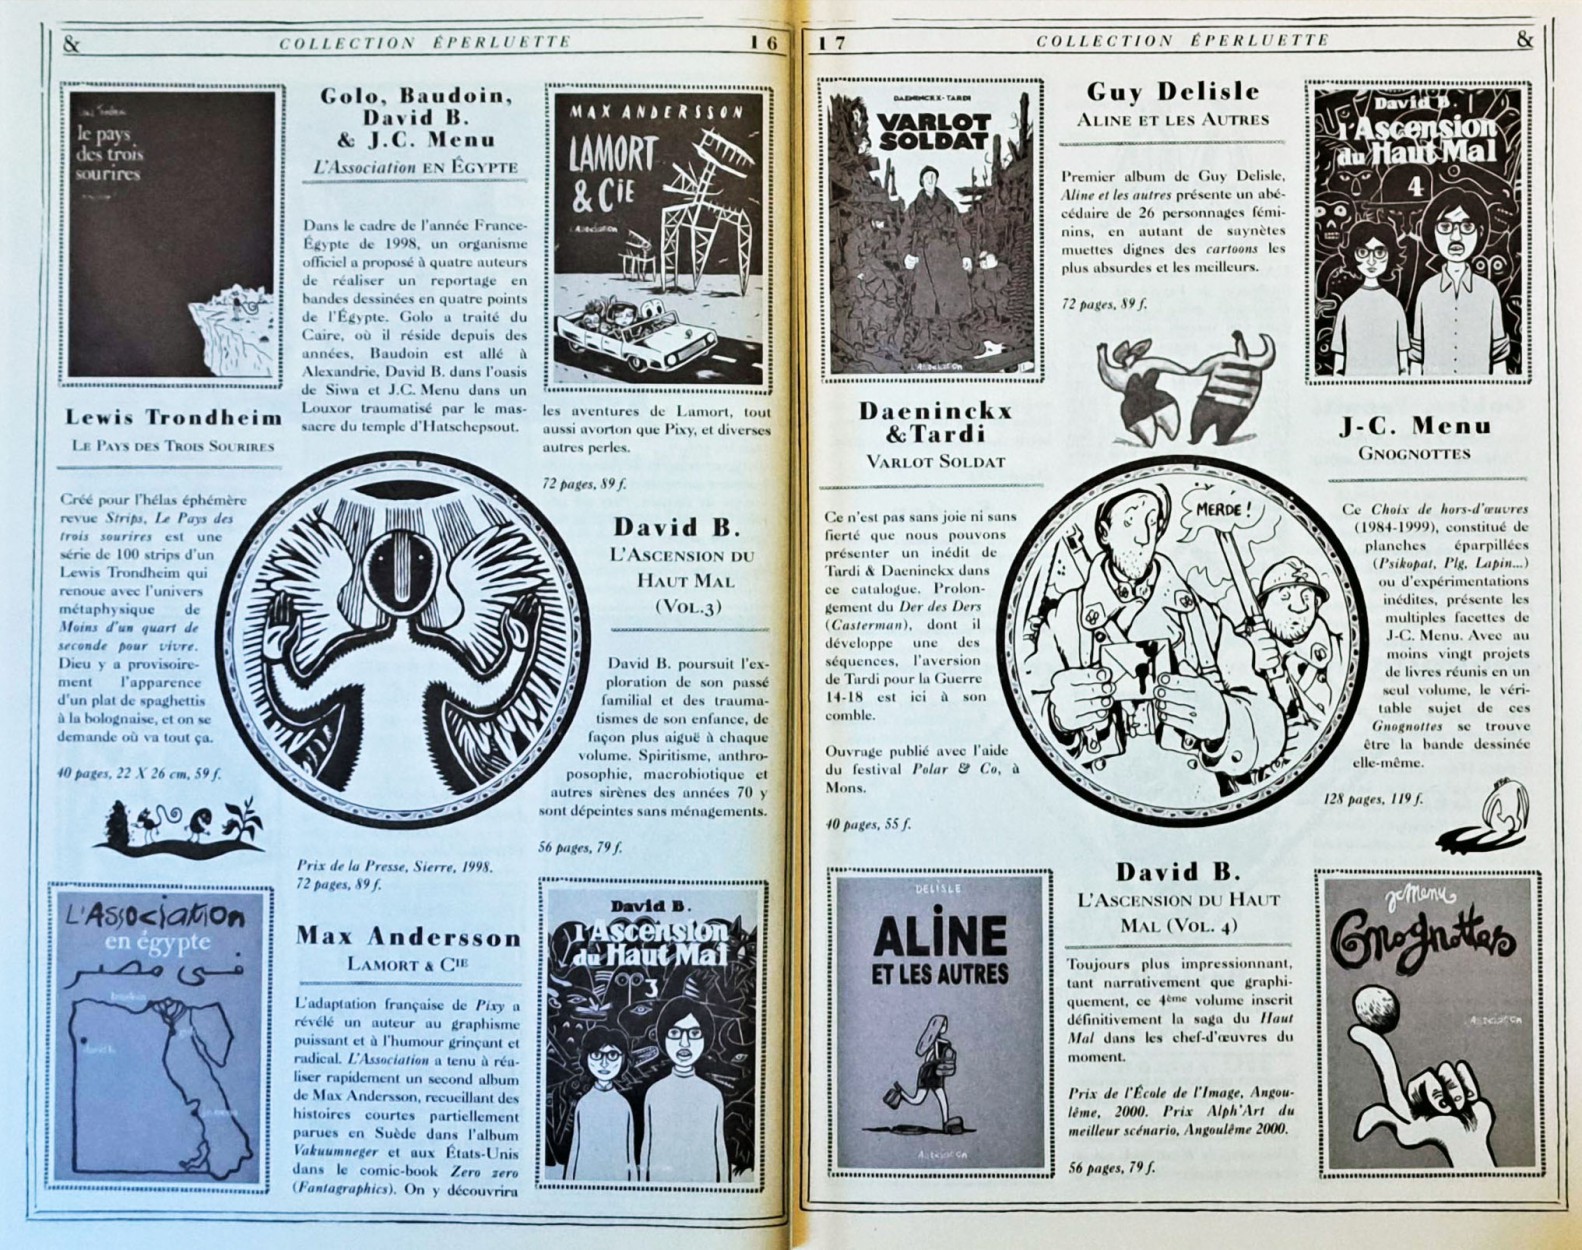 &
COLLECTION ÉPERLUETTE
16
le pays
des trois
sourires
Lewis Trondheim
LE PAYS DES TROIS SOURIRES
Créé pour l'hélas éphémère
revue Strips, Le Pays des
trois sourires est une
série de 100 strips d'un
Lewis Trondheim qui
renoue avec l'univers
métaphysique de
Moins d'un quart de
seconde pour vivre.
Dieu y a provisoire-
ment l'apparence
d'un plat de spaghettis
à la bolognaise, et on se
demande où va tout ça.
40 pages, 22 X 26 cm, 59 f.
L'Association
en égypte
Golo, Baudoin,
David B.
& J.C. Menu
L'Association EN ÉGYPTE
Dans le cadre de l'année France-
Égypte de 1998, un organisme
officiel a proposé à quatre auteurs
de réaliser un reportage en
bandes dessinées en quatre points
de l'Égypte. Golo a traité du
Caire, où il réside depuis des
années, Baudoin est allé à
Alexandrie, David B. dans l'oasis
de Siwa et J.C. Menu dans un
Louxor traumatisé par le mas-
sacre du temple d'Hatschepsout.
Prix de la Presse, Sierre, 1998.
72 pages, 89 f.
Max Andersson
LAMORT & CIE
L'adaptation française de Pixy a
révélé un auteur au graphisme
puissant et à l'humour grinçant et
radical. L'Association a tenu à réa-
liser rapidement un second album
de Max Andersson, recueillant des
histoires courtes partiellement
parues en Suède dans l'album
Vakuumneger et aux États-Unis
dans le comic-book Zero zero
(Fantagraphics). On y découvrira
MAX ANDERSSON
LAMORT
& CIE
L'ASSOCIATION
les aventures de Lamort, tout
aussi avorton que Pixy, et diverses
autres perles.
72 pages, 89 f.
David B.
L'ASCENSION DU
HAUT MAL
(VOL.3)
David B. poursuit l'ex-
ploration de son passé
familial et des trauma-
tismes de son enfance, de
façon plus aiguë à chaque
volume. Spiritisme, anthro-
posophie, macrobiotique et
autres sirènes des années 70 y
sont dépeintes sans ménagements.
56 pages, 79 f.
David B.
l'Ascension
du Haut Mal
3
17
COLLECTION ÉPERLUETTE
&
DAENINCKX - TARDI
VARLOT
SOLDAT
L'ASSOCIATION
Daeninckx
&Tardi
VARLOT SOLDAT
Ce n'est pas sans joie ni sans
fierté que nous pouvons
présenter un inédit de
Tardi & Daeninckx dans
ce catalogue. Prolon-
gement du Der des Ders
(Casterman), dont il
développe une des
séquences, l'aversion
de Tardi pour la Guerre
14-18 est ici à son
comble.
Ouvrage publié avec l'aide
du festival Polar & Co, à
Mons.
40 pages, 55 f.
DELISLE
ALINE
ET LES AUTRES
Guy Delisle
ALINE ET LES AUTRES
Premier album de Guy Delisle,
Aline et les autres présente un abé-
cédaire de 26 personnages fémi-
nins, en autant de saynètes
muettes dignes des cartoons les
plus absurdes et les meilleurs.
72 pages, 89 f.
MERDE !
David B.
L'ASCENSION DU HAUT
MAL (VOL. 4)
Toujours plus impressionnant,
tant narrativement que graphi-
quement, ce 4ème volume inscrit
définitivement la saga du Haut
Mal dans les chef-d'œuvres du
moment.
Prix de l'École de l'Image, Angou-
lême, 2000. Prix Alph'Art du
meilleur scénario, Angoulême 2000.
56 pages, 79 f.
David B.
l'Ascension
du Haut Mal
4
J-C. Menu
GNOGNOTTES
Ce Choix de hors-d'œuvres
(1984-1999), constitué de
planches éparpillées
(Psikopat, Plg, Lapin...)
ou d'expérimentations
inédites, présente les
multiples facettes de
J-C. Menu. Avec au
moins vingt projets
de livres réunis en un
seul volume, le véri-
table sujet de ces
Gnognottes se trouve
être la bande dessinée
elle-même.
128 pages, 119 f.
jc Menu
Gnognottes